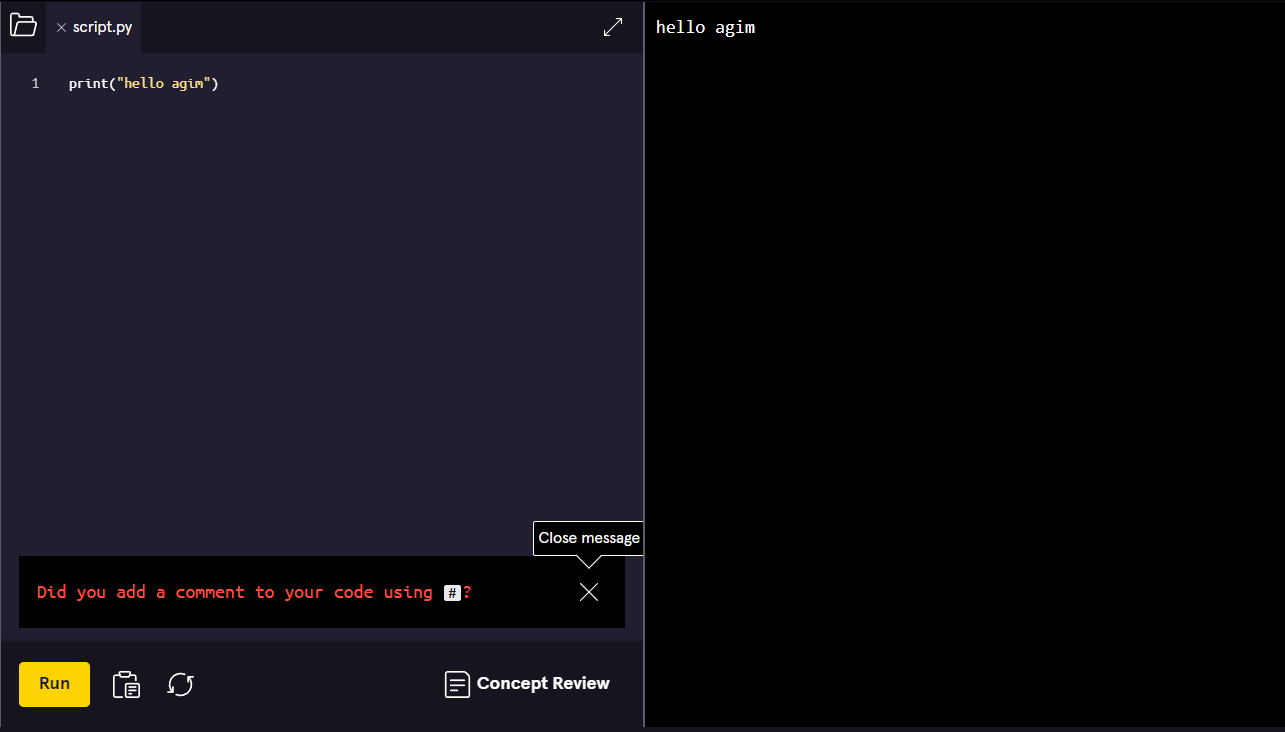 script.py
1 print("hello agim")
Close message
Did you add a comment to your code using #?
Run
Concept Review
hello agim